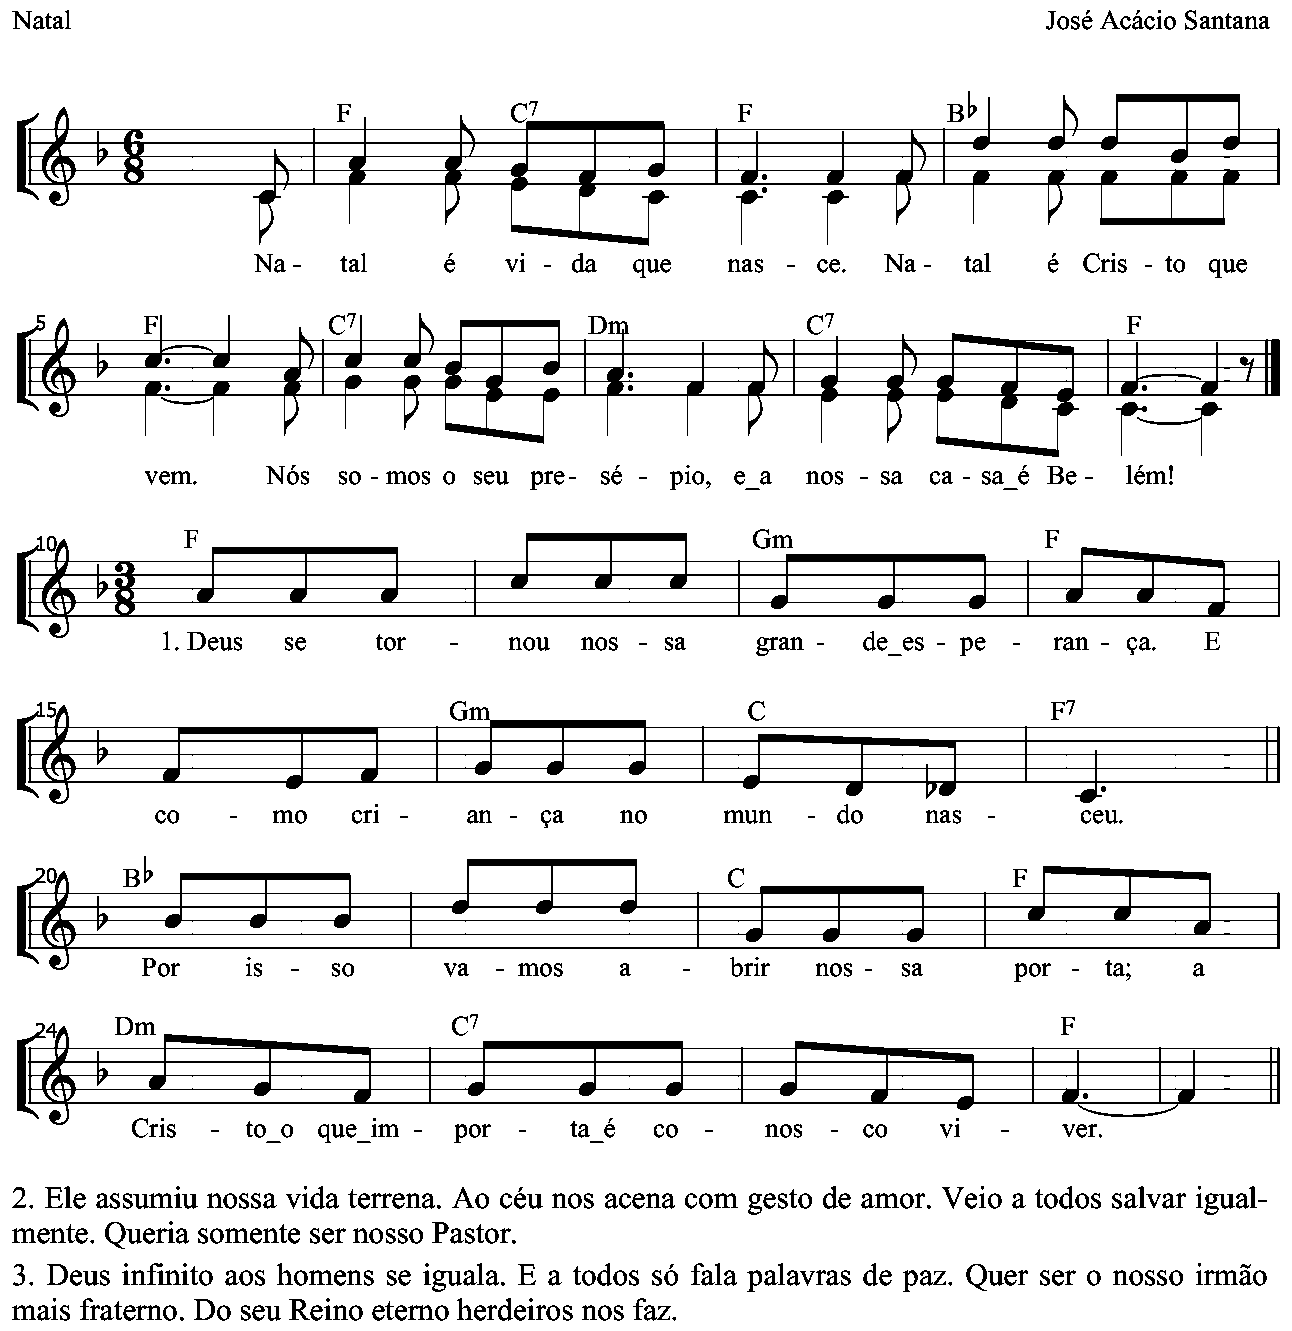 Natal José Acácio Santana
F C7 F B♭
6
8
Na - tal é vi - da que nas - ce. Na - tal é Cris - to que
5 F C7 Dm C7 F
vem. Nós so - mos o seu pre - sé - pio, e_a nos - sa ca - sa_é Be - lém!
10 F Gm F
3
8
1. Deus se tor - nou nos - sa gran - de_es - pe - ran - ça. E
15 Gm C F7
co - mo cri - an - ça no mun - do nas - ceu.
20 B♭ C F
Por is - so va - mos a - brir nos - sa por - ta; a
24 Dm C7 F
Cris - to_o que_im - por - ta_é co - nos - co vi - ver.
2. Ele assumiu nossa vida terrena. Ao céu nos acena com gesto de amor. Veio a todos salvar igual-
mente. Queria somente ser nosso Pastor.
3. Deus infinito aos homens se iguala. E a todos só fala palavras de paz. Quer ser o nosso irmão
mais fraterno. Do seu Reino eterno herdeiros nos faz.